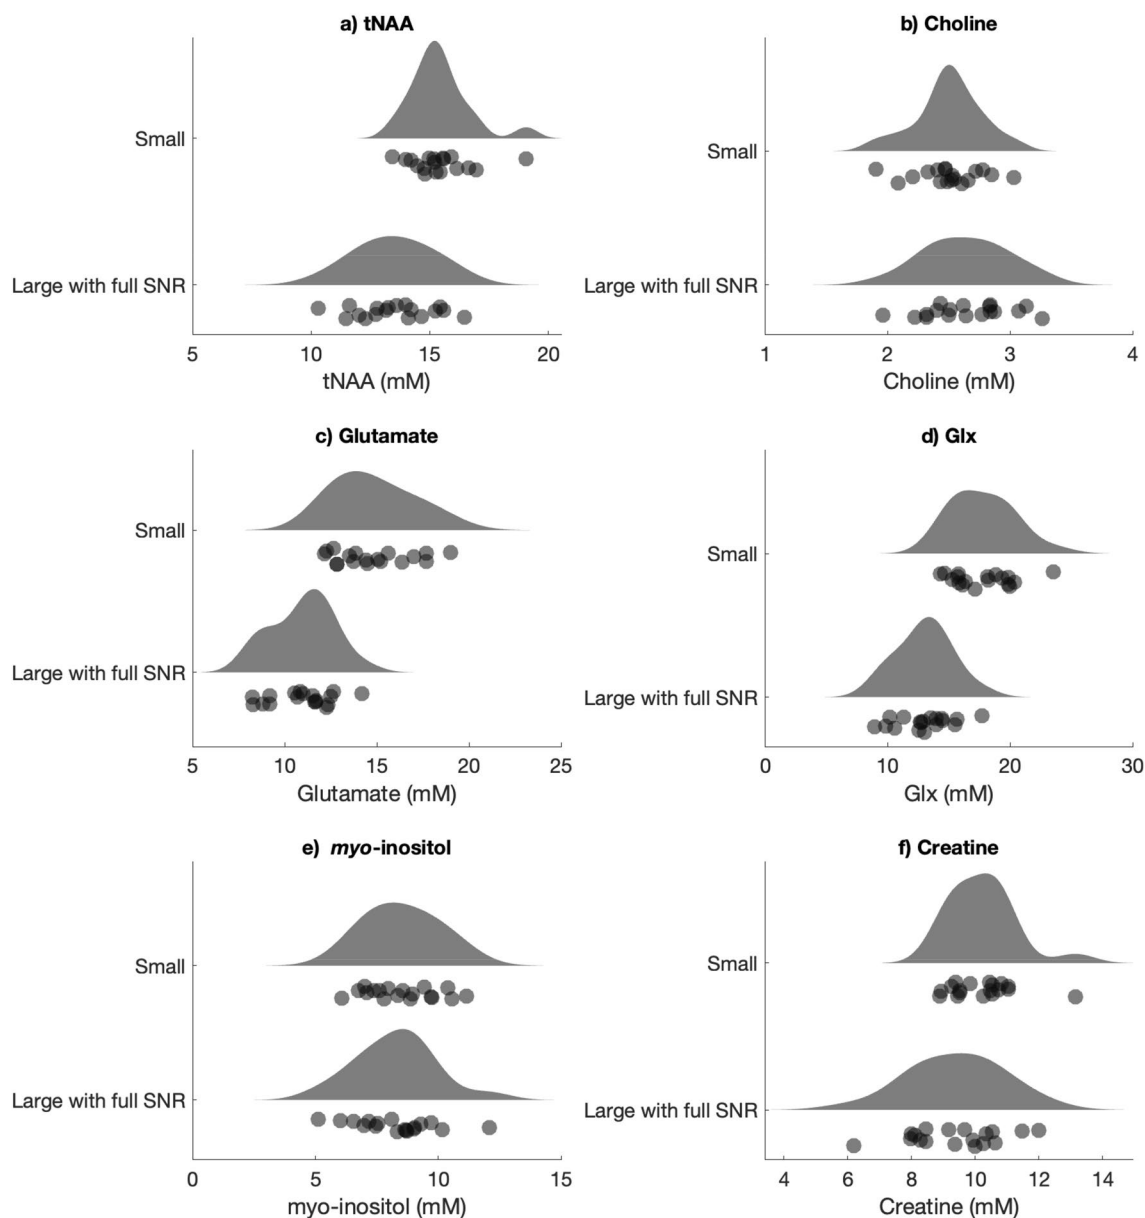 a) tNAA
Small
Large with full SNR
5 10 15 20
tNAA (mM)
b) Choline
Small
Large with full SNR
1 2 3 4
Choline (mM)
c) Glutamate
Small
Large with full SNR
5 10 15 20 25
Glutamate (mM)
d) Glx
Small
Large with full SNR
0 10 20 30
Glx (mM)
e) myo-inositol
Small
Large with full SNR
0 5 10 15
myo-inositol (mM)
f) Creatine
Small
Large with full SNR
4 6 8 10 12 14
Creatine (mM)